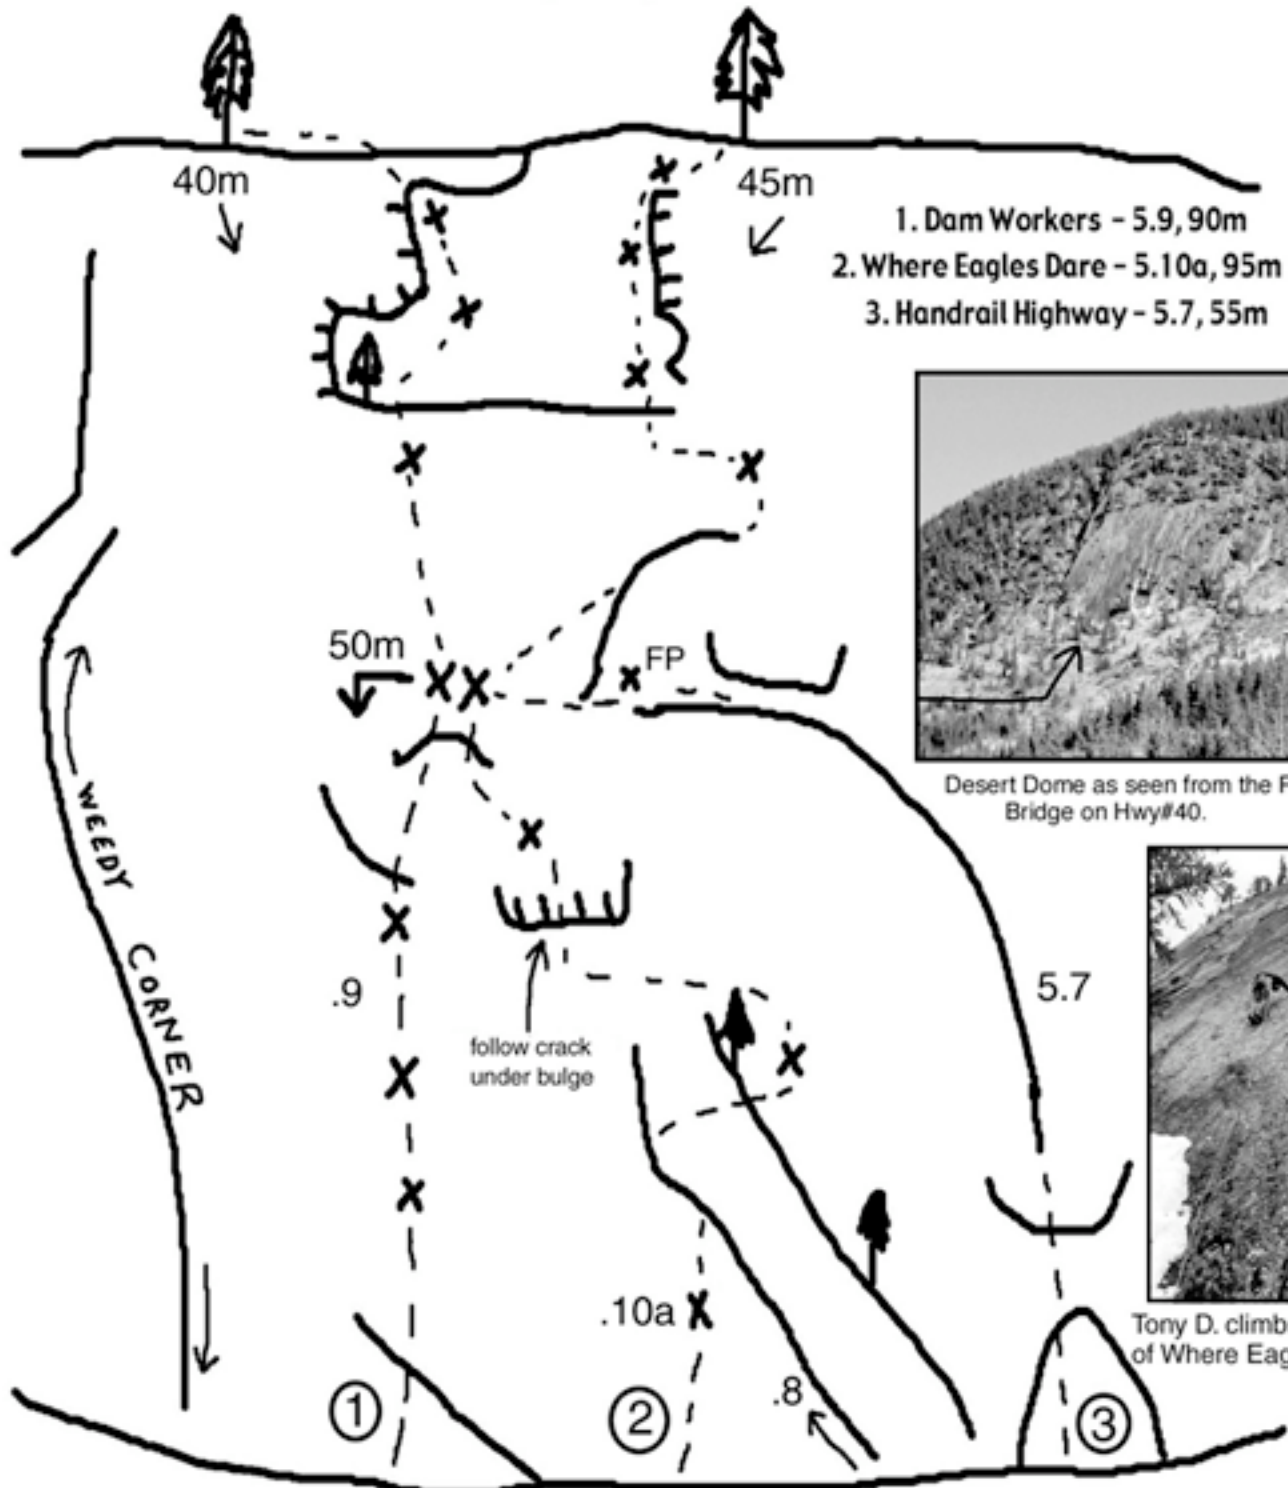 40m
45m
1. Dam Workers - 5.9, 90m
2. Where Eagles Dare - 5.10a, 95m
3. Handrail Highway - 5.7, 55m
50m
FP
Desert Dome as seen from the
Bridge on Hwy#40.
WEEDY CORNER
.9
5.7
follow crack
under bulge
.10a
.8
Tony D.
of Where
1
2
3